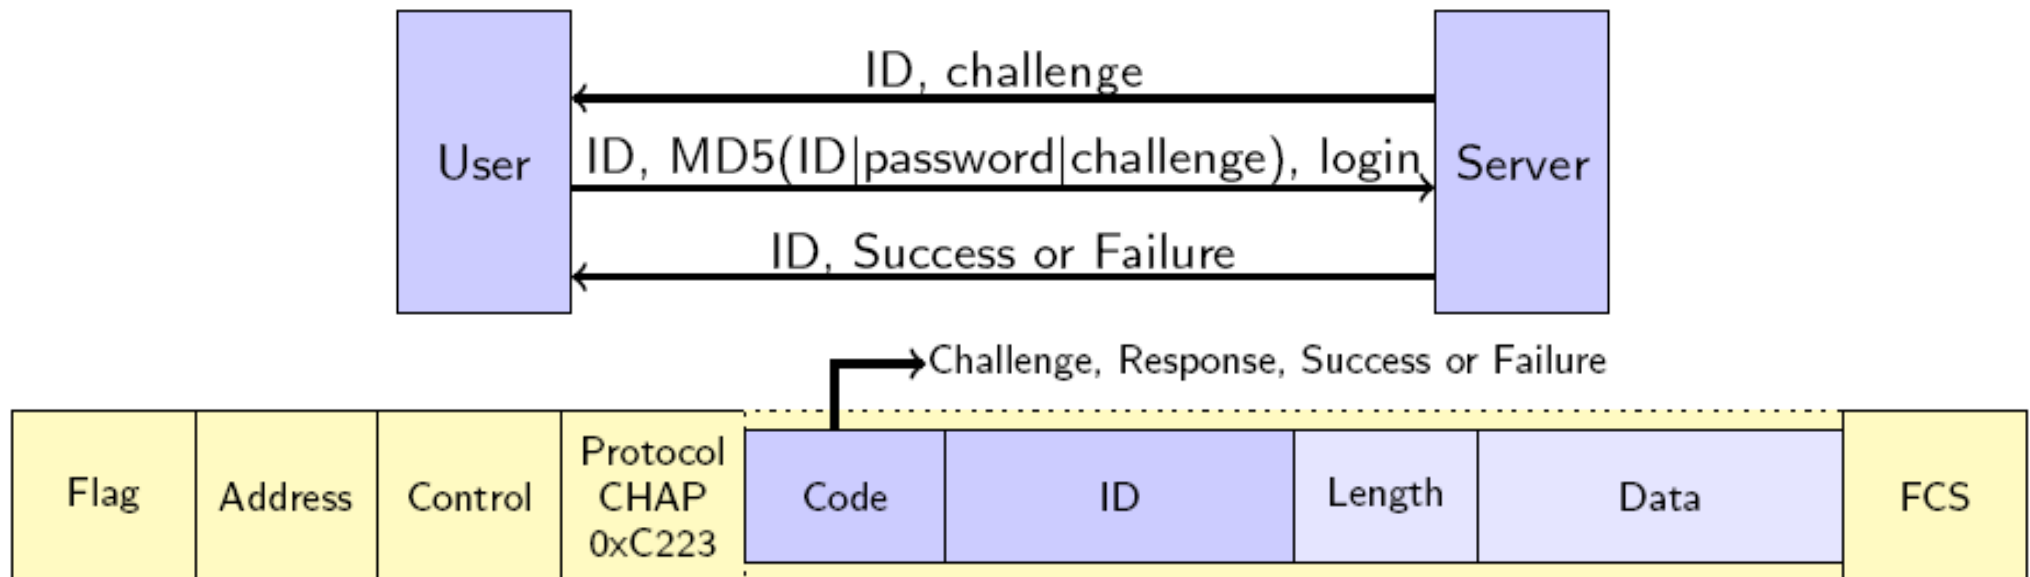 ID, challenge
User
ID, MD5(ID|password|challenge), login
Server
ID, Success or Failure
Challenge, Response, Success or Failure
Flag
Address
Control
Protocol
CHAP
0xC223
Code
ID
Length
Data
FCS